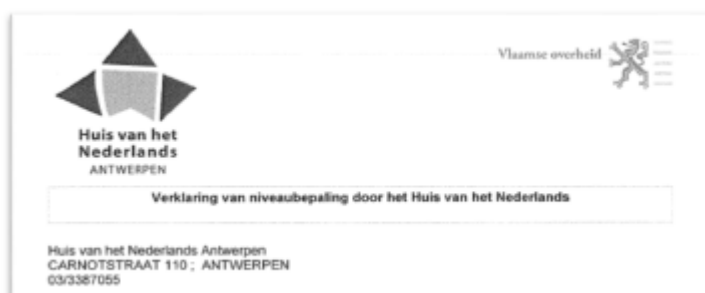 Vlaamse overheid
Huis van het
Nederlands
ANTWERPEN
Verklaring van niveaubepaling door het Huis van het Nederlands
Huis van het Nederlands Antwerpen
CARNOTSTRAAT 110 ; ANTWERPEN
03/3387055